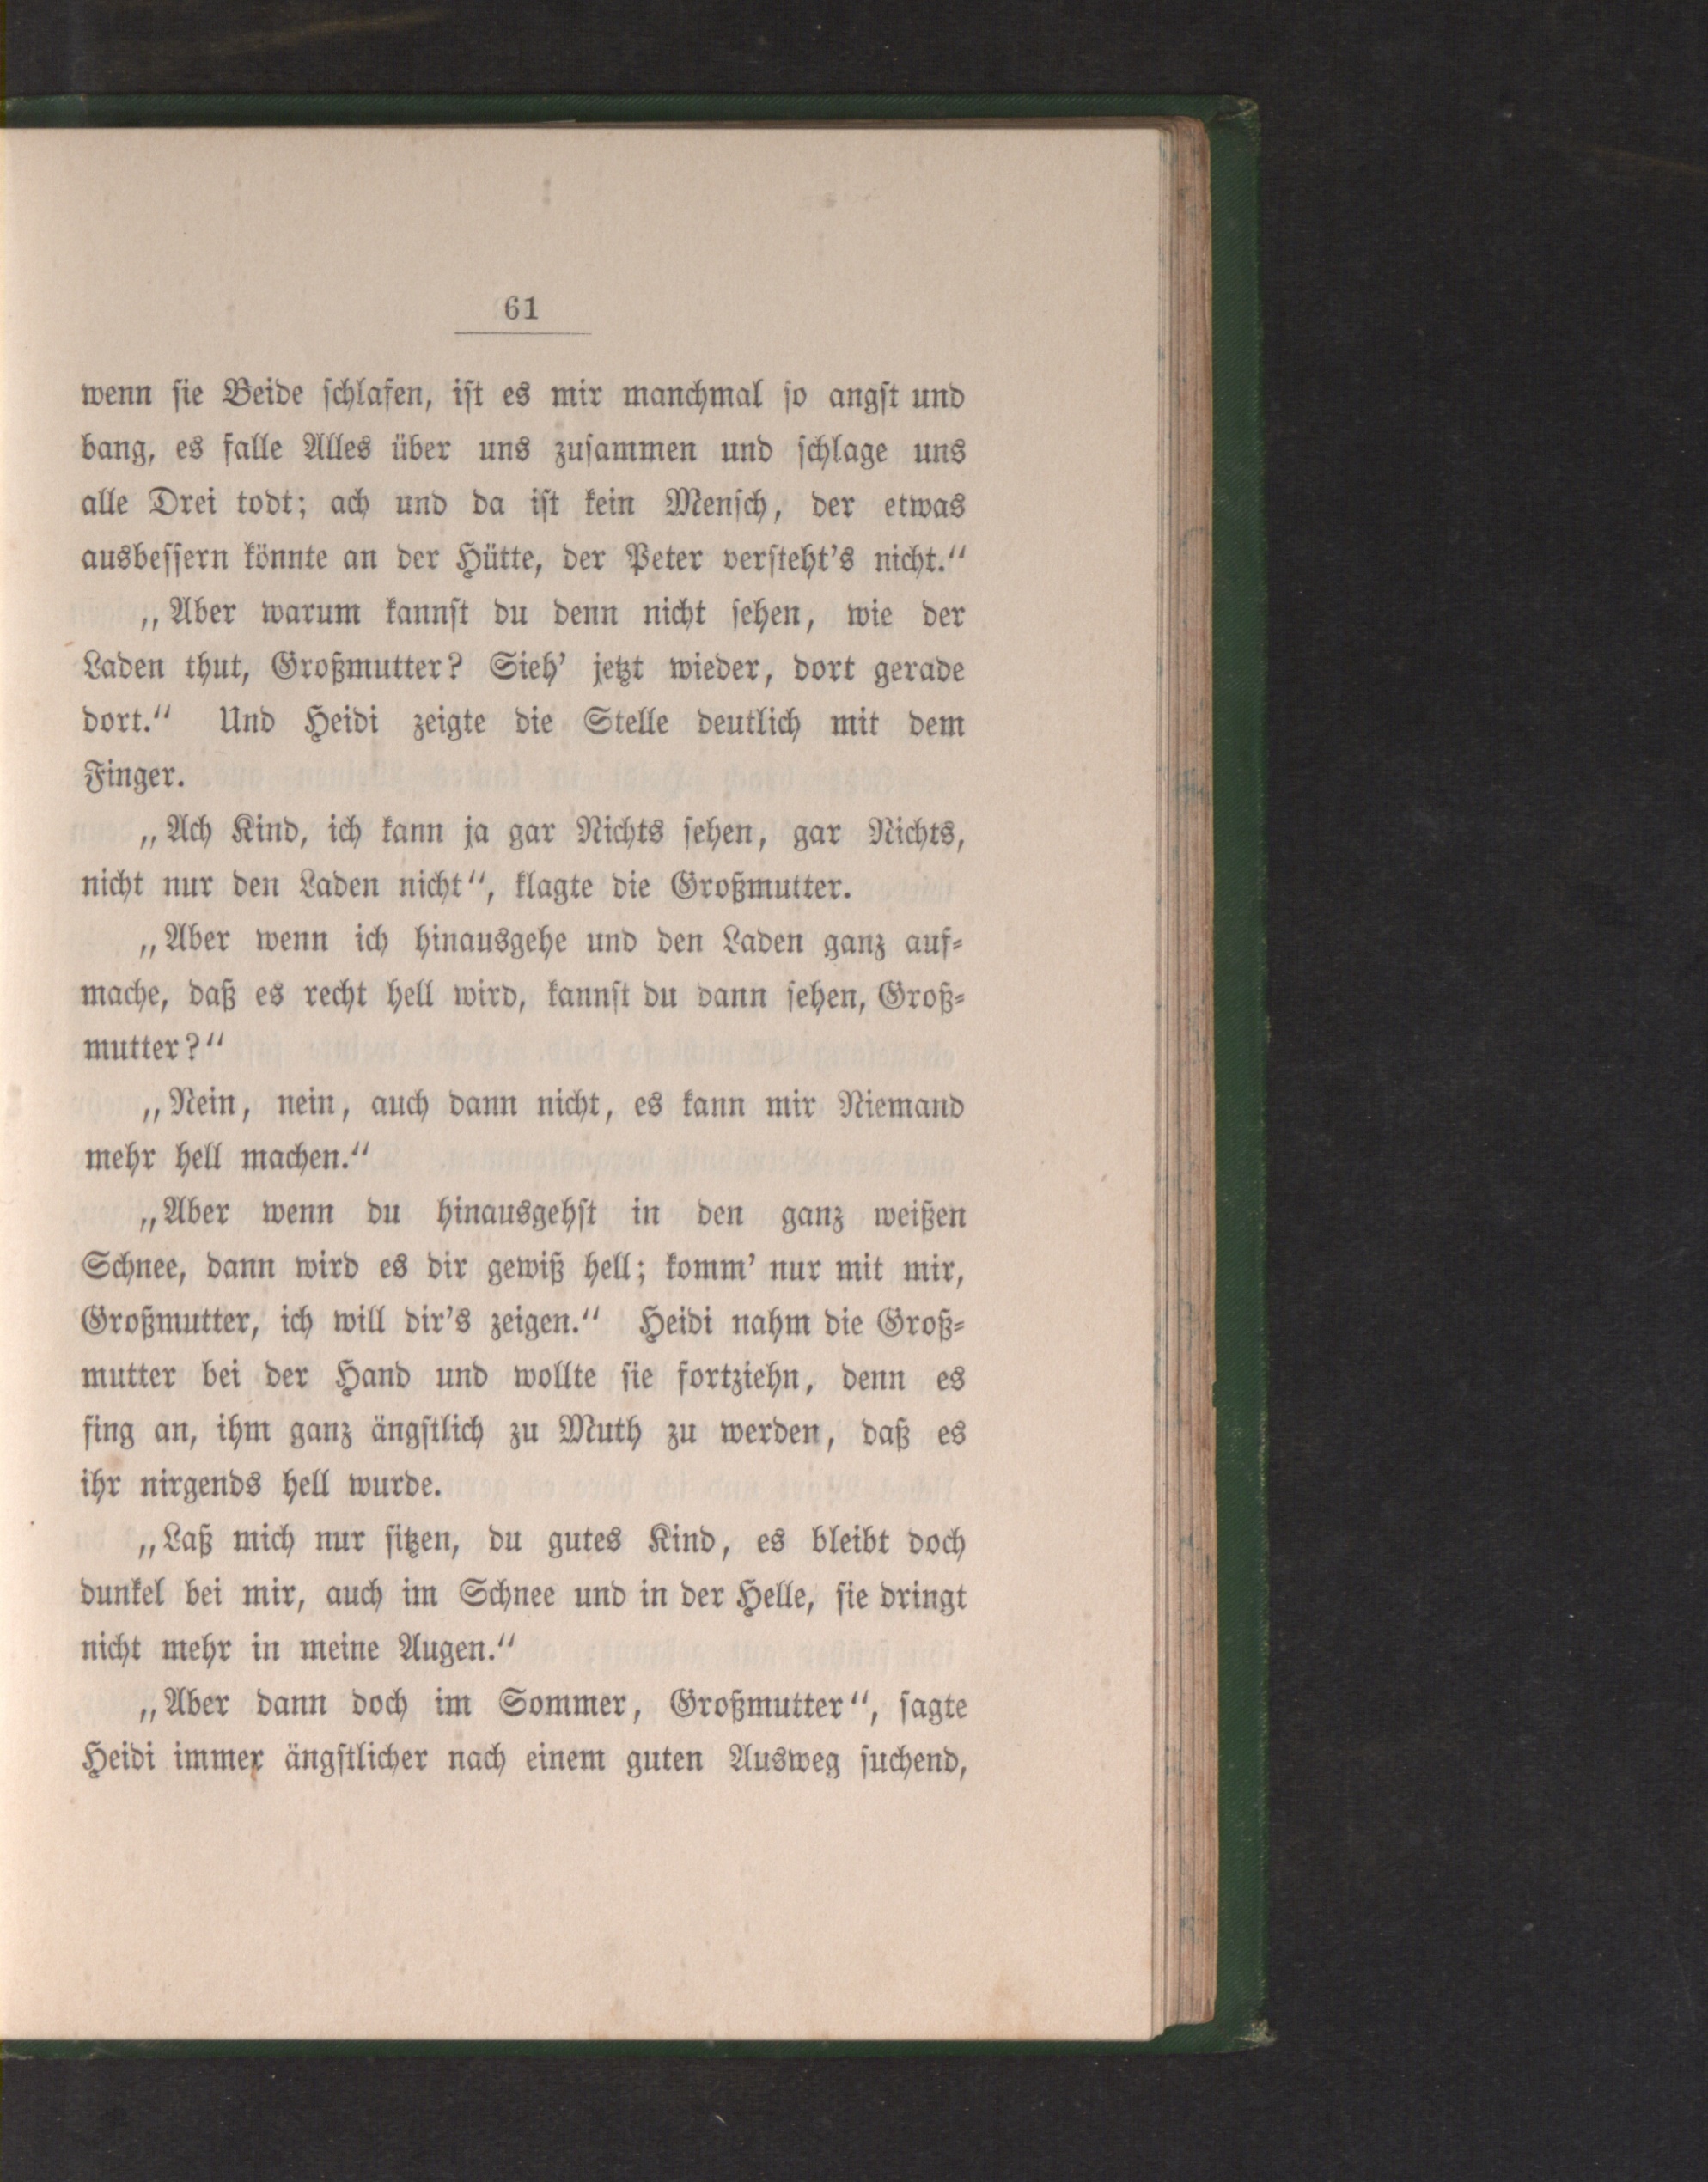 61
wenn sie Beide schlafen, ist es mir manchmal so angst und
bang, es falle Alles über uns zusammen und schlage uns
alle Drei todt; ach und da ist kein Mensch, der etwas
ausbessern könnte an der Hütte, der Peter versteht's nicht.“
„Aber warum kannst du denn nicht sehen, wie der
Laden thut, Großmutter? Sieh' jetzt wieder, dort gerade
dort.“ Und Heidi zeigte die Stelle deutlich mit dem
Finger.
„Ach Kind, ich kann ja gar Nichts sehen, gar Nichts,
nicht nur den Laden nicht“, klagte die Großmutter.
„Aber wenn ich hinausgehe und den Laden ganz auf-
mache, daß es recht hell wird, kannst du dann sehen, Groß-
mutter?“
„Nein, nein, auch dann nicht, es kann mir Niemand
mehr hell machen.“
„Aber wenn du hinausgehst in den ganz weißen
Schnee, dann wird es dir gewiß hell; komm' nur mit mir,
Großmutter, ich will dir's zeigen.“ Heidi nahm die Groß-
mutter bei der Hand und wollte sie fortziehn, denn es
fing an, ihm ganz ängstlich zu Muth zu werden, daß es
ihr nirgends hell wurde.
„Laß mich nur sitzen, du gutes Kind, es bleibt doch
dunkel bei mir, auch im Schnee und in der Helle, sie dringt
nicht mehr in meine Augen.“
„Aber dann doch im Sommer, Großmutter“, sagte
Heidi immer ängstlicher nach einem guten Ausweg suchend,